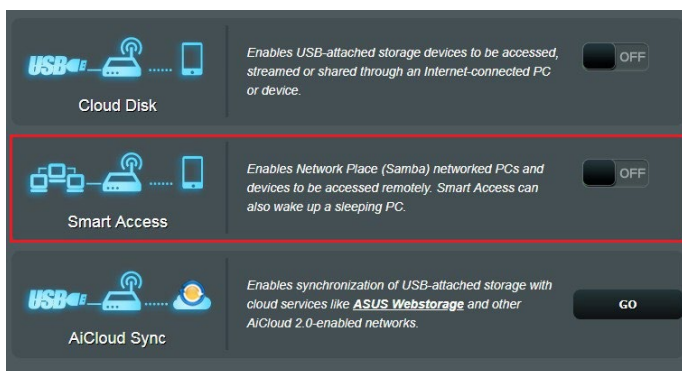 Enables USB-attached storage devices to be accessed,
streamed or shared through an Internet-connected PC
or device.
OFF
USB
Cloud Disk
Enables Network Place (Samba) networked PCs and
devices to be accessed remotely. Smart Access can
also wake up a sleeping PC.
OFF
Smart Access
Enables synchronization of USB-attached storage with
cloud services like ASUS Webstorage and other
AiCloud 2.0-enabled networks.
GO
USB
AiCloud Sync